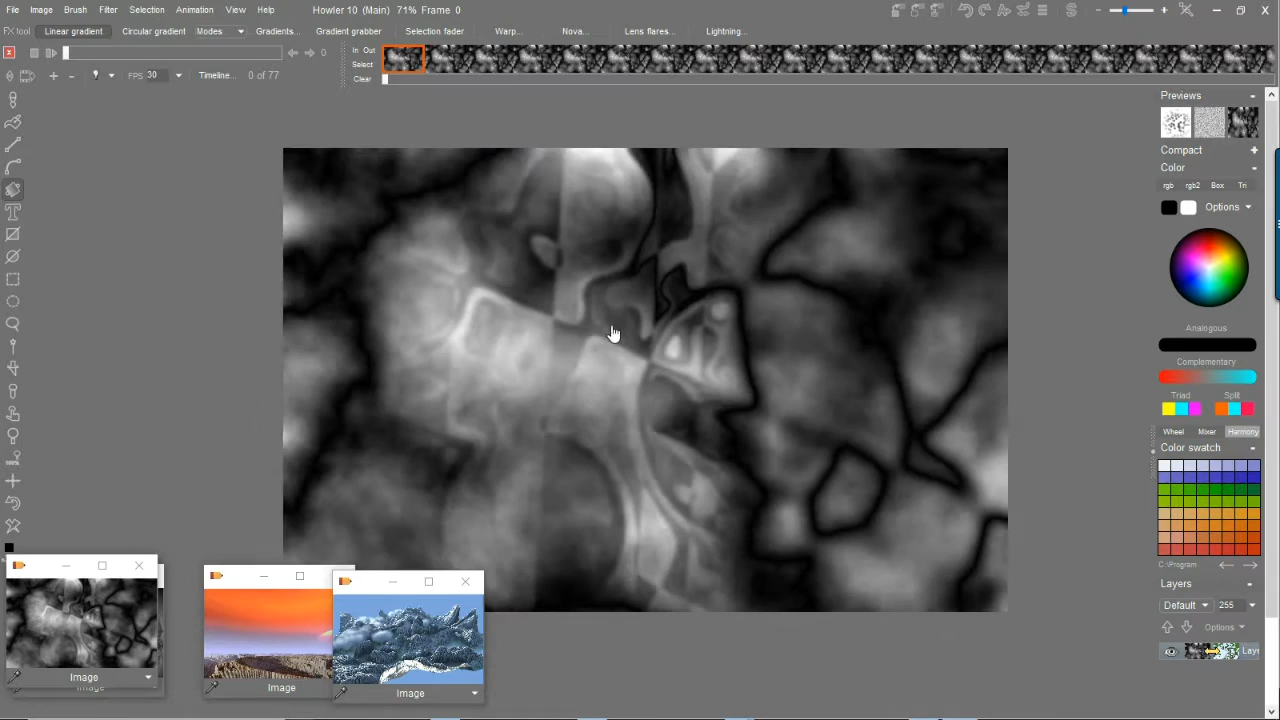 File Image Brush Filter Selection Animation View Help Howler 10 (Main) 71% Frame 0
FX tool Linear gradient Circular gradient Modes Gradients... Gradient grabber Selection fader Warp... Nova... Lens flares... Lightning...
0 In Out
Select
FPS 30 Timeline... 0 of 77 Clear
Previews
Compact
Color
rgb rgb2 Box Tri
Options
Analogous
Complementary
Triad Split
Wheel Mixer Harmony
Color swatch
C:\Program
Layers
Default 255
Options
Image
Image
Image